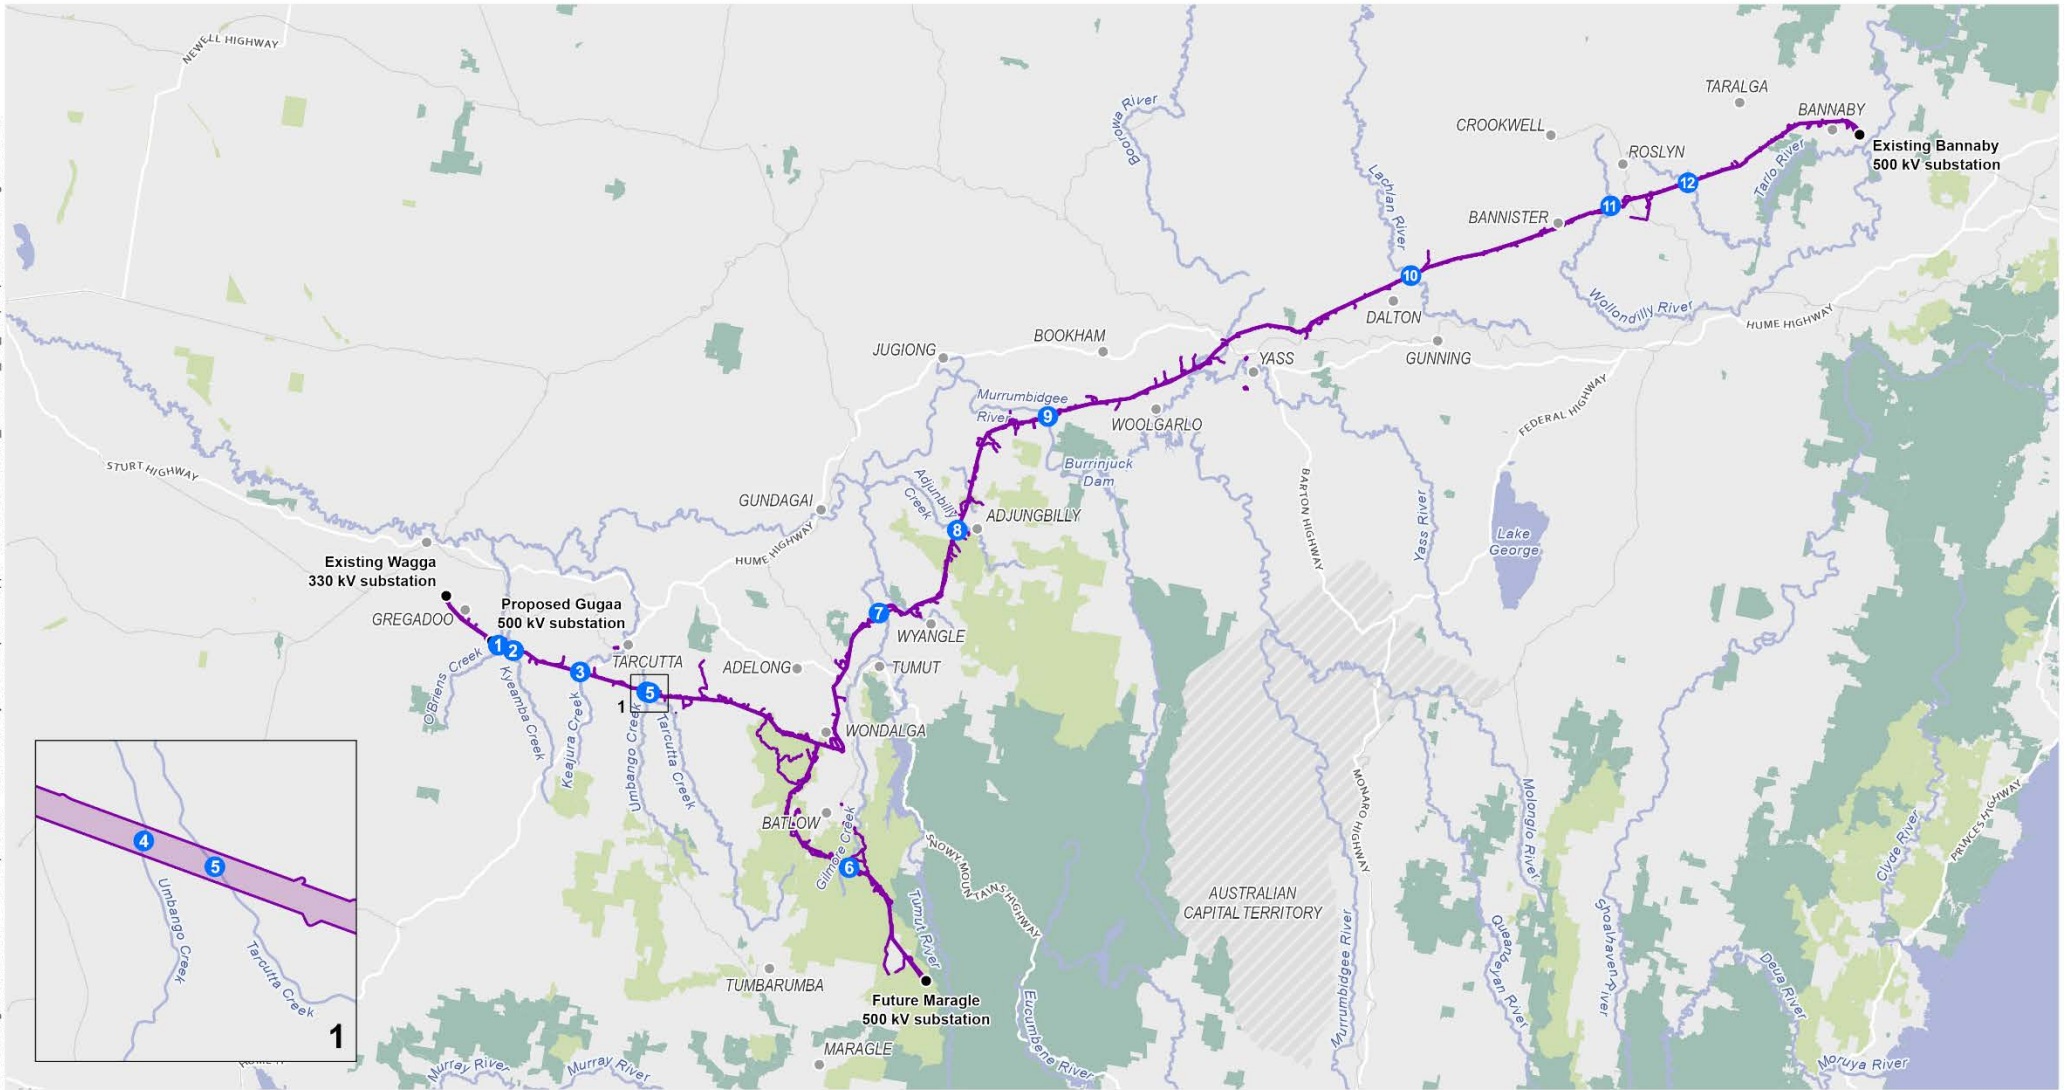 NEWELL HIGHWAY
Boorowa River
TARALGA
BANNABY
CROOKWELL
ROSLYN
Existing Bannaby
500 kV substation
Tarlo River
12
11
Lachlan River
BANNISTER
10
Wollondilly River
DALTON
HUME HIGHWAY
BOOKHAM
JUGIONG
YASS
GUNNING
Murrumbidgee
River
9
WOOLGARLO
FEDERAL HIGHWAY
STURT HIGHWAY
Burrinjuck
Dam
Adjunbilly
Creek
BARTON HIGHWAY
Yass River
GUNDAGAI
ADJUNGBILLY
8
Lake
George
HUME HIGHWAY
Existing Wagga
330 kV substation
Proposed Gugaa
500 kV substation
GREGADOO
7
WYANGLE
1
2
3
TARCUTTA
ADELONG
TUMUT
5
1
O'Briens Creek
Kyeamba Creek
Keajura Creek
Umbango Creek
Tarcutta Creek
WONDALGA
BATLOW
Gilmore Creek
6
SNOWY MOUNTAINS HIGHWAY
MONARO HIGHWAY
Molonglo River
Clyde River
PRINCES HIGHWAY
4
5
Umbango
Creek
Tarcutta Creek
1
AUSTRALIAN
CAPITAL TERRITORY
Tumut River
Murrumbidgee River
Queanbeyan River
Shoalhaven River
Deua River
TUMBARUMBA
Future Maragle
500 kV substation
Eucumbene River
MARAGLE
Murray River
Murray River
Moruya River